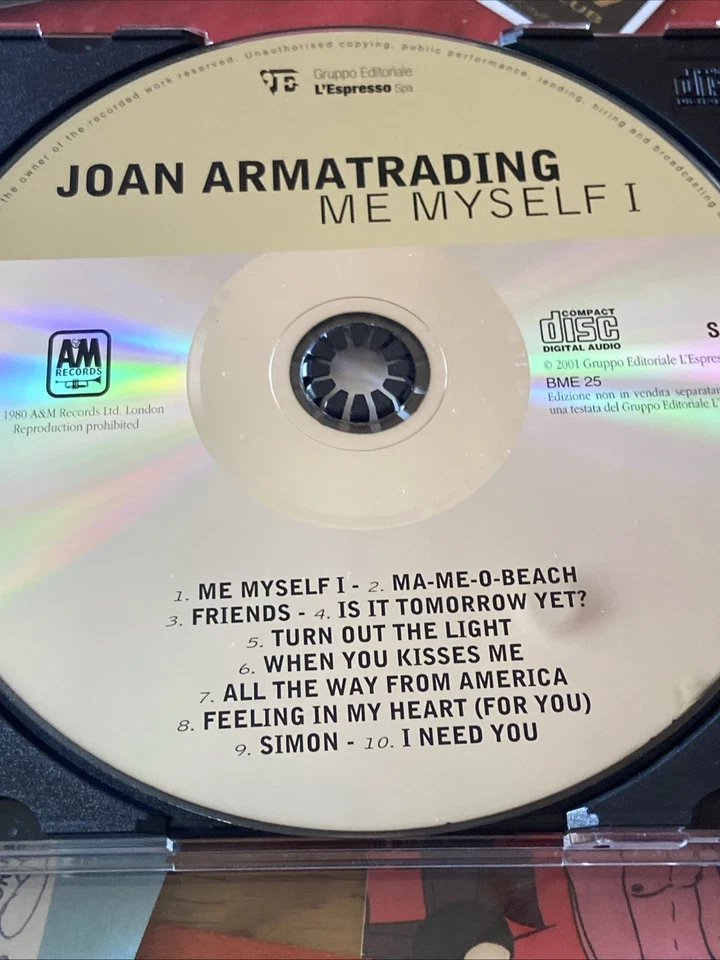 the owner of the recorded work reserved. Unauthorised copying, public performance, lending, hiring and broadcasting
Gruppo Editoriale
L'Espresso Spa
JOAN ARMATRADING
ME MYSELF I
A&M
RECORDS
1980 A&M Records Ltd. London
Reproduction prohibited
COMPACT
disc
DIGITAL AUDIO
S
© 2001 Gruppo Editoriale L'Espre
BME 25
Edizione non in vendita separata
una testata del Gruppo Editoriale L'
1. ME MYSELF I - 2. MA-ME-O-BEACH
3. FRIENDS - 4. IS IT TOMORROW YET?
5. TURN OUT THE LIGHT
6. WHEN YOU KISSES ME
7. ALL THE WAY FROM AMERICA
8. FEELING IN MY HEART (FOR YOU)
9. SIMON - 10. I NEED YOU